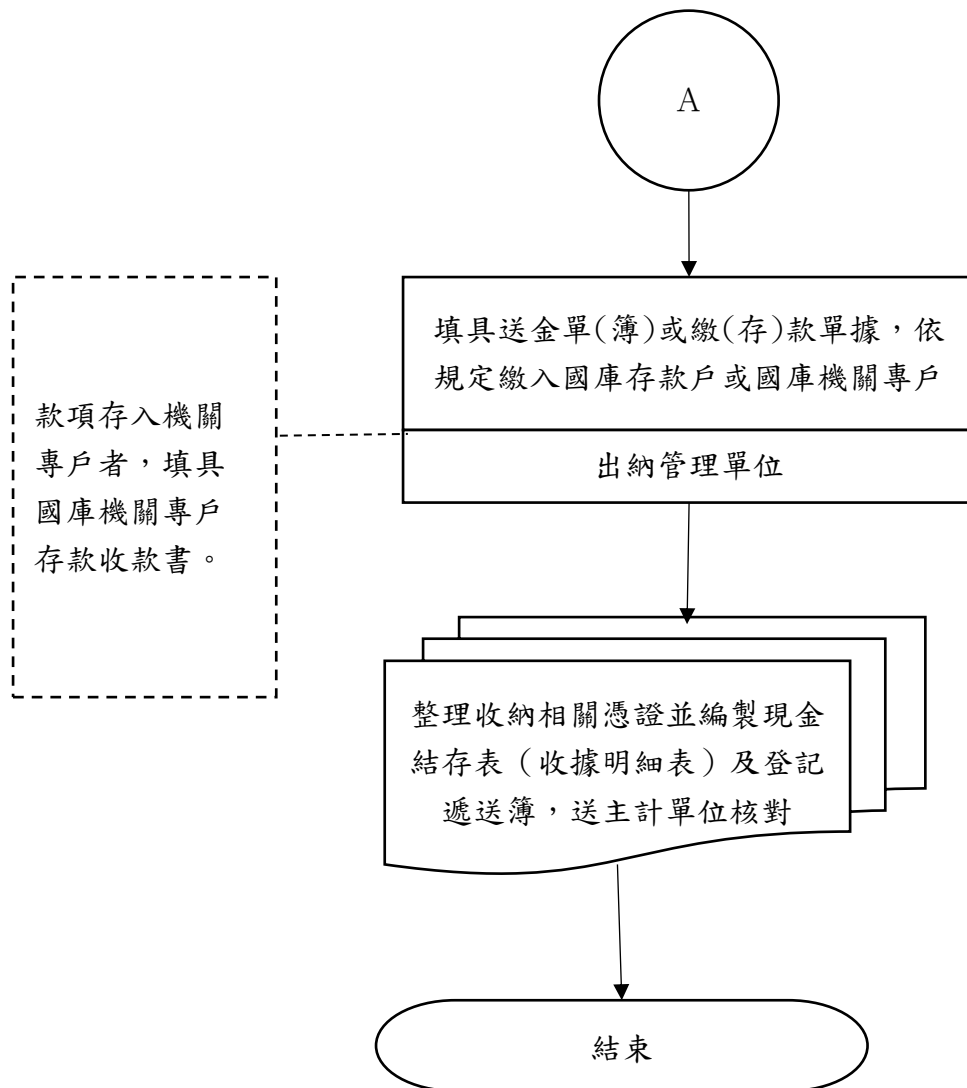 A
填具送金單(簿)或繳(存)款單據，依
規定繳入國庫存款戶或國庫機關專戶
出納管理單位
款項存入機關
專戶者，填具
國庫機關專戶
存款收款書。
整理收納相關憑證並編製現金
結存表（收據明細表）及登記
遞送簿，送主計單位核對
結束